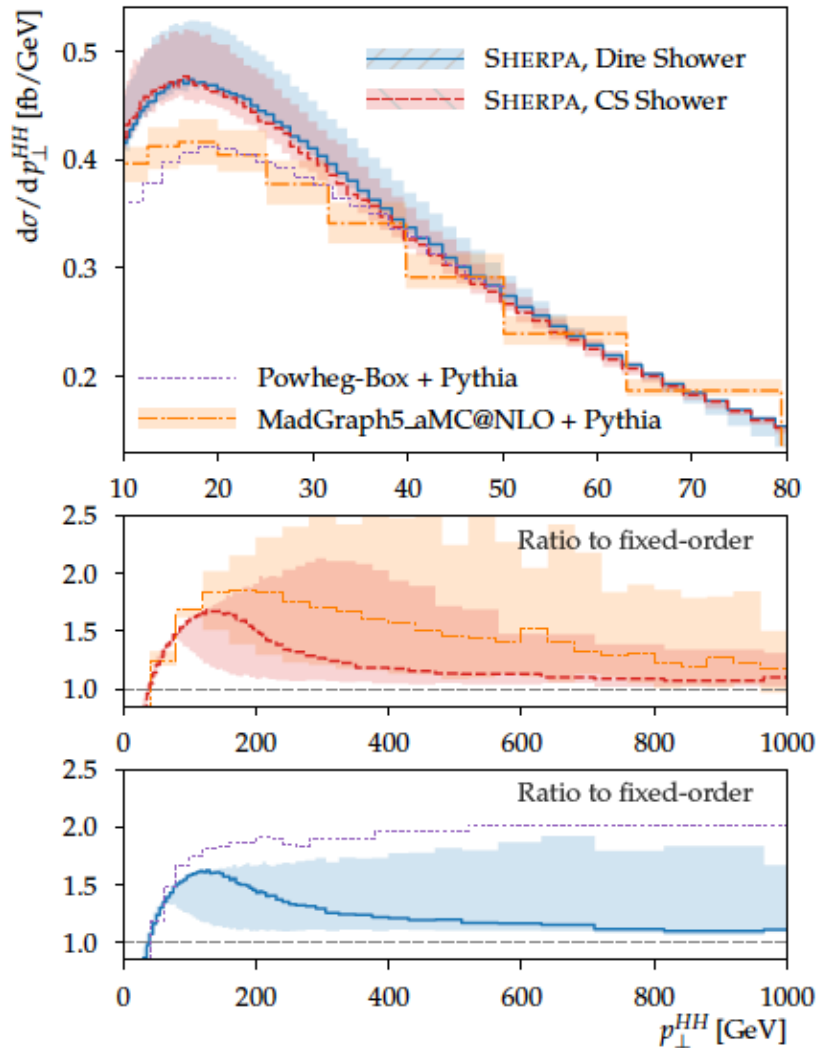 dσ/dp⊥^HH [fb/GeV]
0.5
0.4
0.3
0.2
SHERPA, Dire Shower
SHERPA, CS Shower
Powheg-Box + Pythia
MadGraph5_aMC@NLO + Pythia
10 20 30 40 50 60 70 80
2.5
2.0
1.5
1.0
Ratio to fixed-order
0 200 400 600 800 1000
2.5
2.0
1.5
1.0
Ratio to fixed-order
0 200 400 600 800 1000
p⊥^HH [GeV]